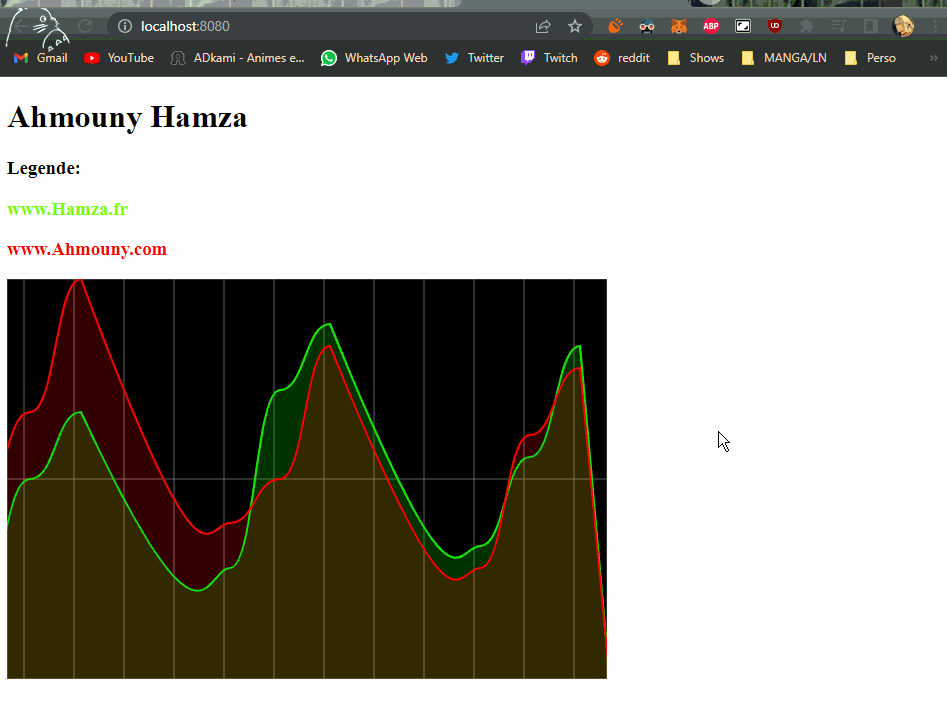 localhost:8080
ABP
UD
Gmail YouTube ADkami - Animes e... WhatsApp Web Twitter Twitch reddit Shows MANGA/LN Perso »
Ahmouny Hamza
Legende:
www.Hamza.fr
www.Ahmouny.com